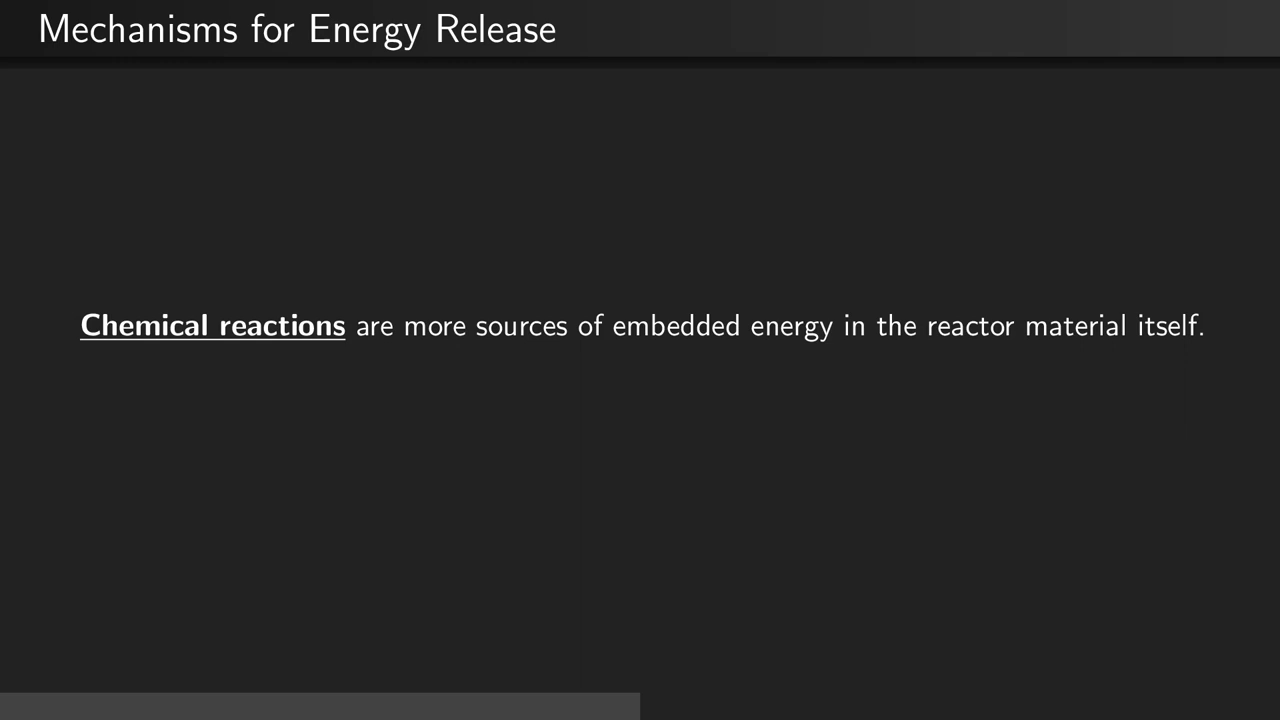 Mechanisms for Energy Release
Chemical reactions are more sources of embedded energy in the reactor material itself.